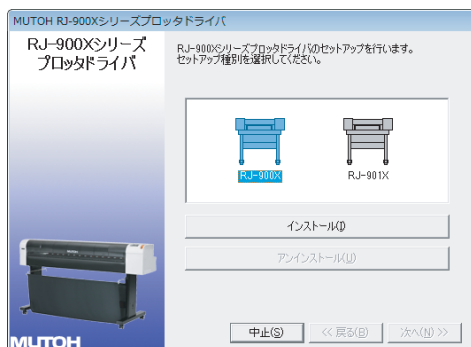 MUTOH RJ-900Xシリーズプロッタドライバ
RJ-900Xシリーズ
プロッタドライバ
RJ-900Xシリーズプロッタドライバのセットアップを行います。
セットアップ種別を選択してください。
RJ-900X
RJ-901X
インストール(I)
アンインストール(U)
MUTOH
中止(S)
<< 戻る(B)
次へ(N) >>